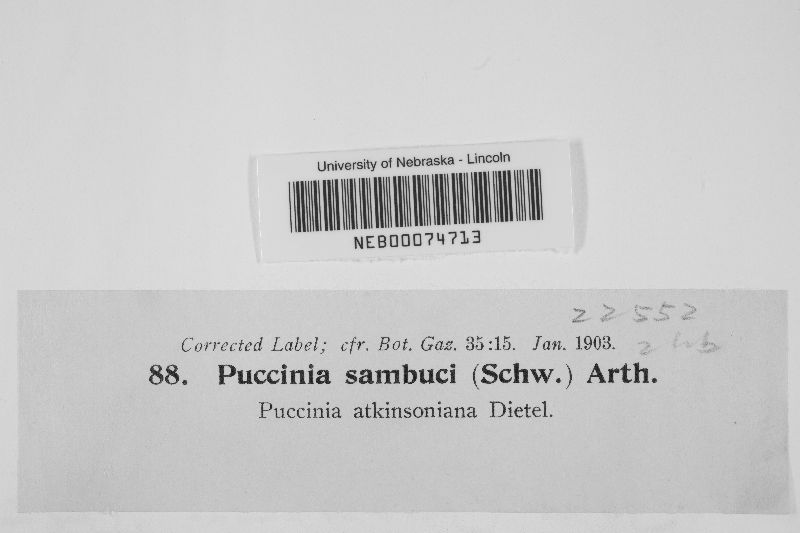 University of Nebraska - Lincoln
NEB00074713
22552
Corrected Label; cfr. Bot. Gaz. 35:15. Jan. 1903.
88. Puccinia sambuci (Schw.) Arth.
Puccinia atkinsoniana Dietel.